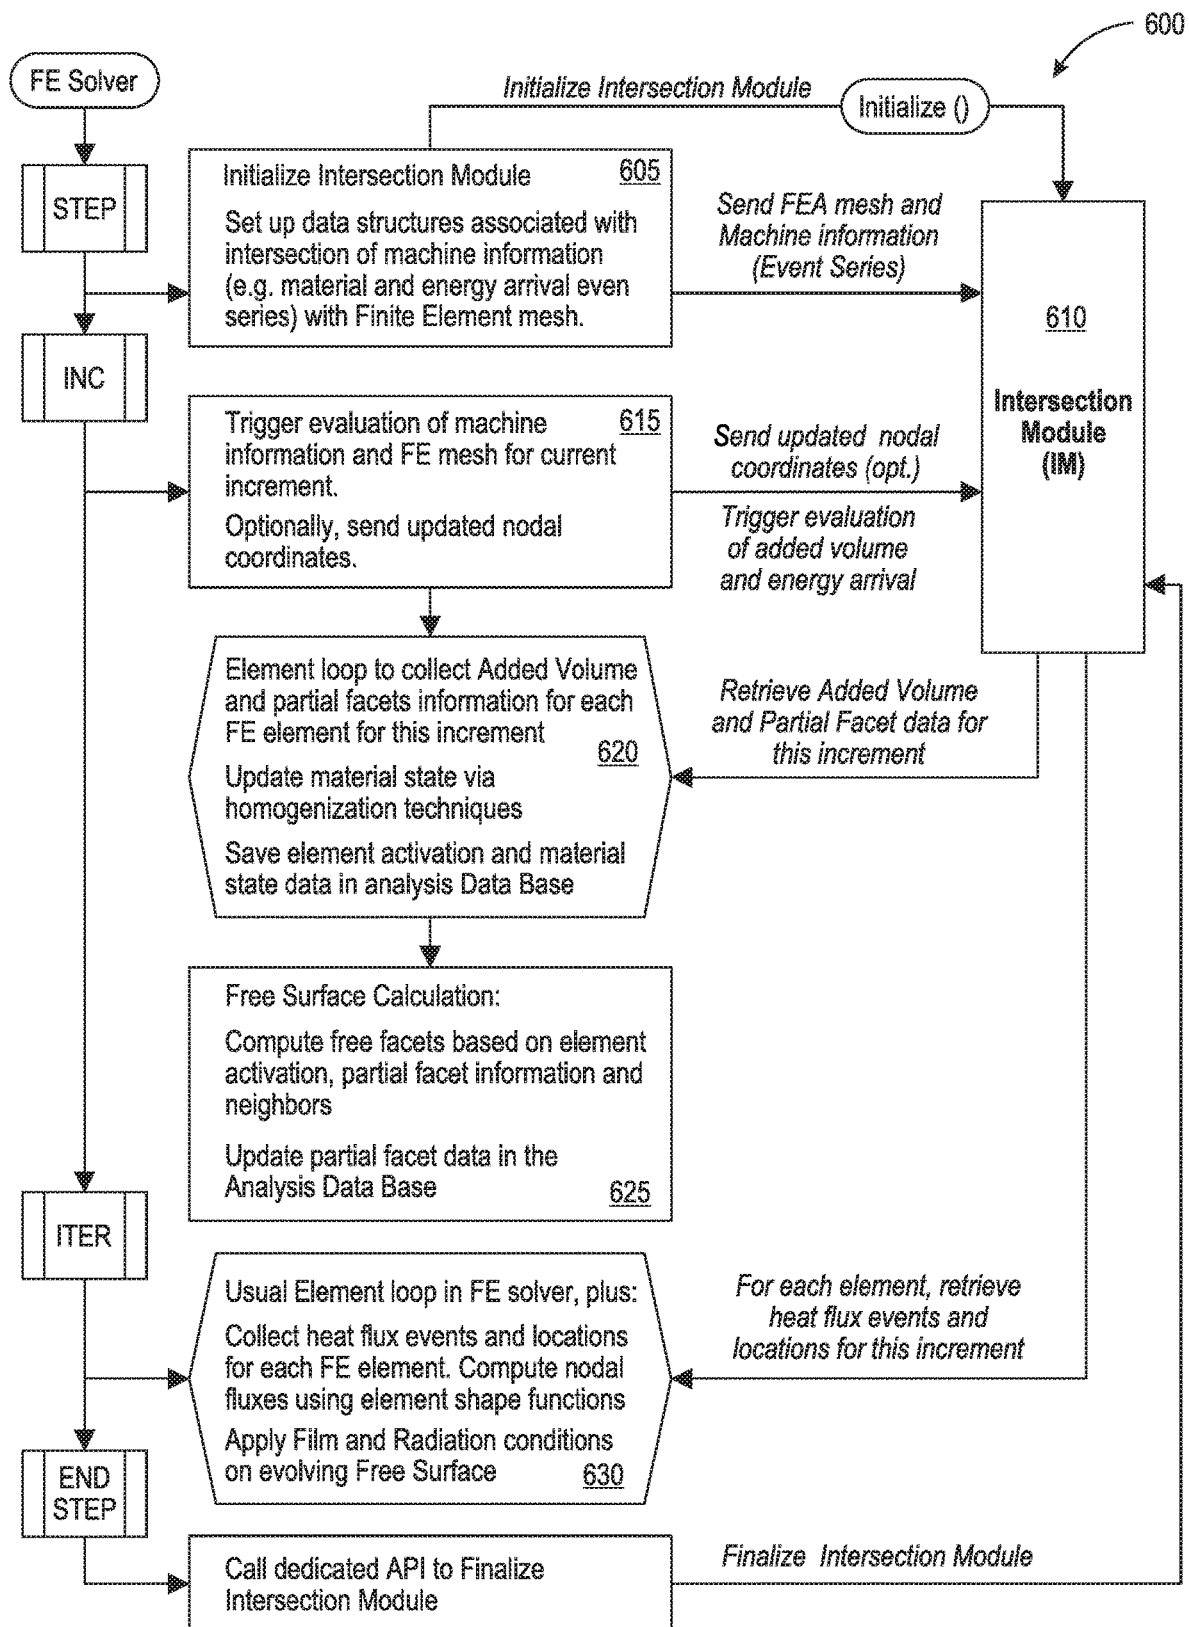 600
FE Solver
Initialize Intersection Module
Initialize ()
STEP
Initialize Intersection Module
605
Set up data structures associated with
intersection of machine information
(e.g. material and energy arrival even
series) with Finite Element mesh.
Send FEA mesh and
Machine information
(Event Series)
610
Intersection
Module
(IM)
INC
Trigger evaluation of machine
information and FE mesh for current
increment.
615
Optionally, send updated nodal
coordinates.
Send updated nodal
coordinates (opt.)
Trigger evaluation
of added volume
and energy arrival
Element loop to collect Added Volume
and partial facets information for each
FE element for this increment
620
Update material state via
homogenization techniques
Save element activation and material
state data in analysis Data Base
Retrieve Added Volume
and Partial Facet data for
this increment
Free Surface Calculation:
Compute free facets based on element
activation, partial facet information and
neighbors
Update partial facet data in the
Analysis Data Base
625
ITER
Usual Element loop in FE solver, plus:
Collect heat flux events and locations
for each FE element. Compute nodal
fluxes using element shape functions
Apply Film and Radiation conditions
on evolving Free Surface
630
For each element, retrieve
heat flux events and
locations for this increment
END
STEP
Call dedicated API to Finalize
Intersection Module
Finalize Intersection Module